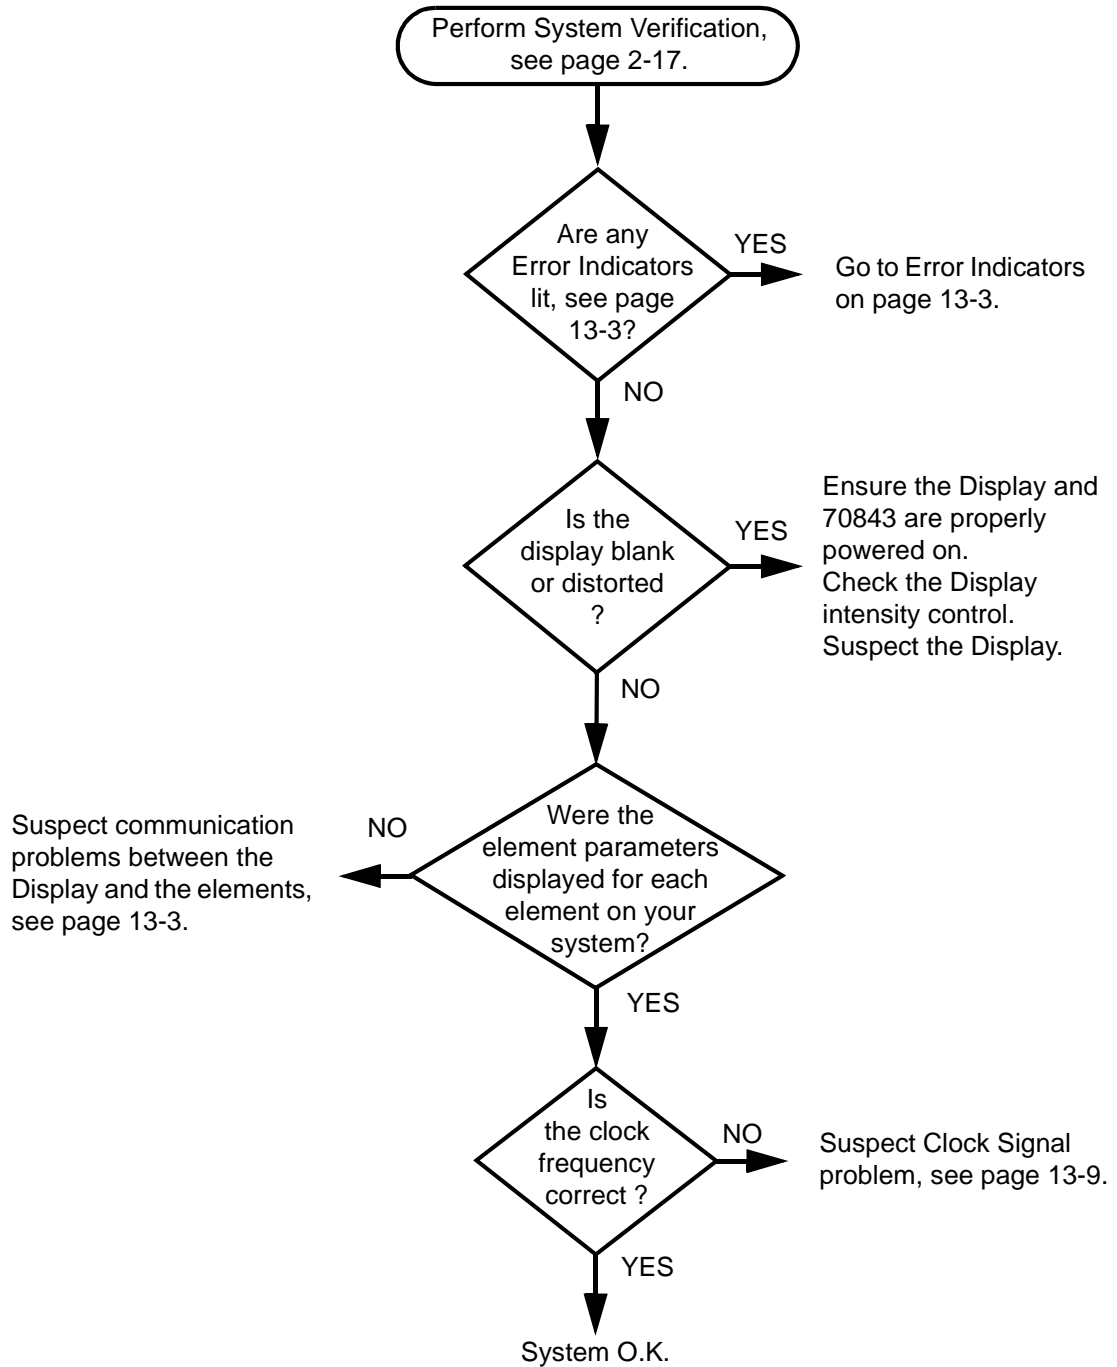 Perform System Verification,
see page 2-17.
Are any
Error Indicators
lit, see page
13-3?
YES
Go to Error Indicators
on page 13-3.
NO
Is the
display blank
or distorted
?
YES
Ensure the Display and
70843 are properly
powered on.
Check the Display
intensity control.
Suspect the Display.
NO
Were the
element parameters
displayed for each
element on your
system?
NO
Suspect communication
problems between the
Display and the elements,
see page 13-3.
YES
Is
the clock
frequency
correct ?
NO
Suspect Clock Signal
problem, see page 13-9.
YES
System O.K.